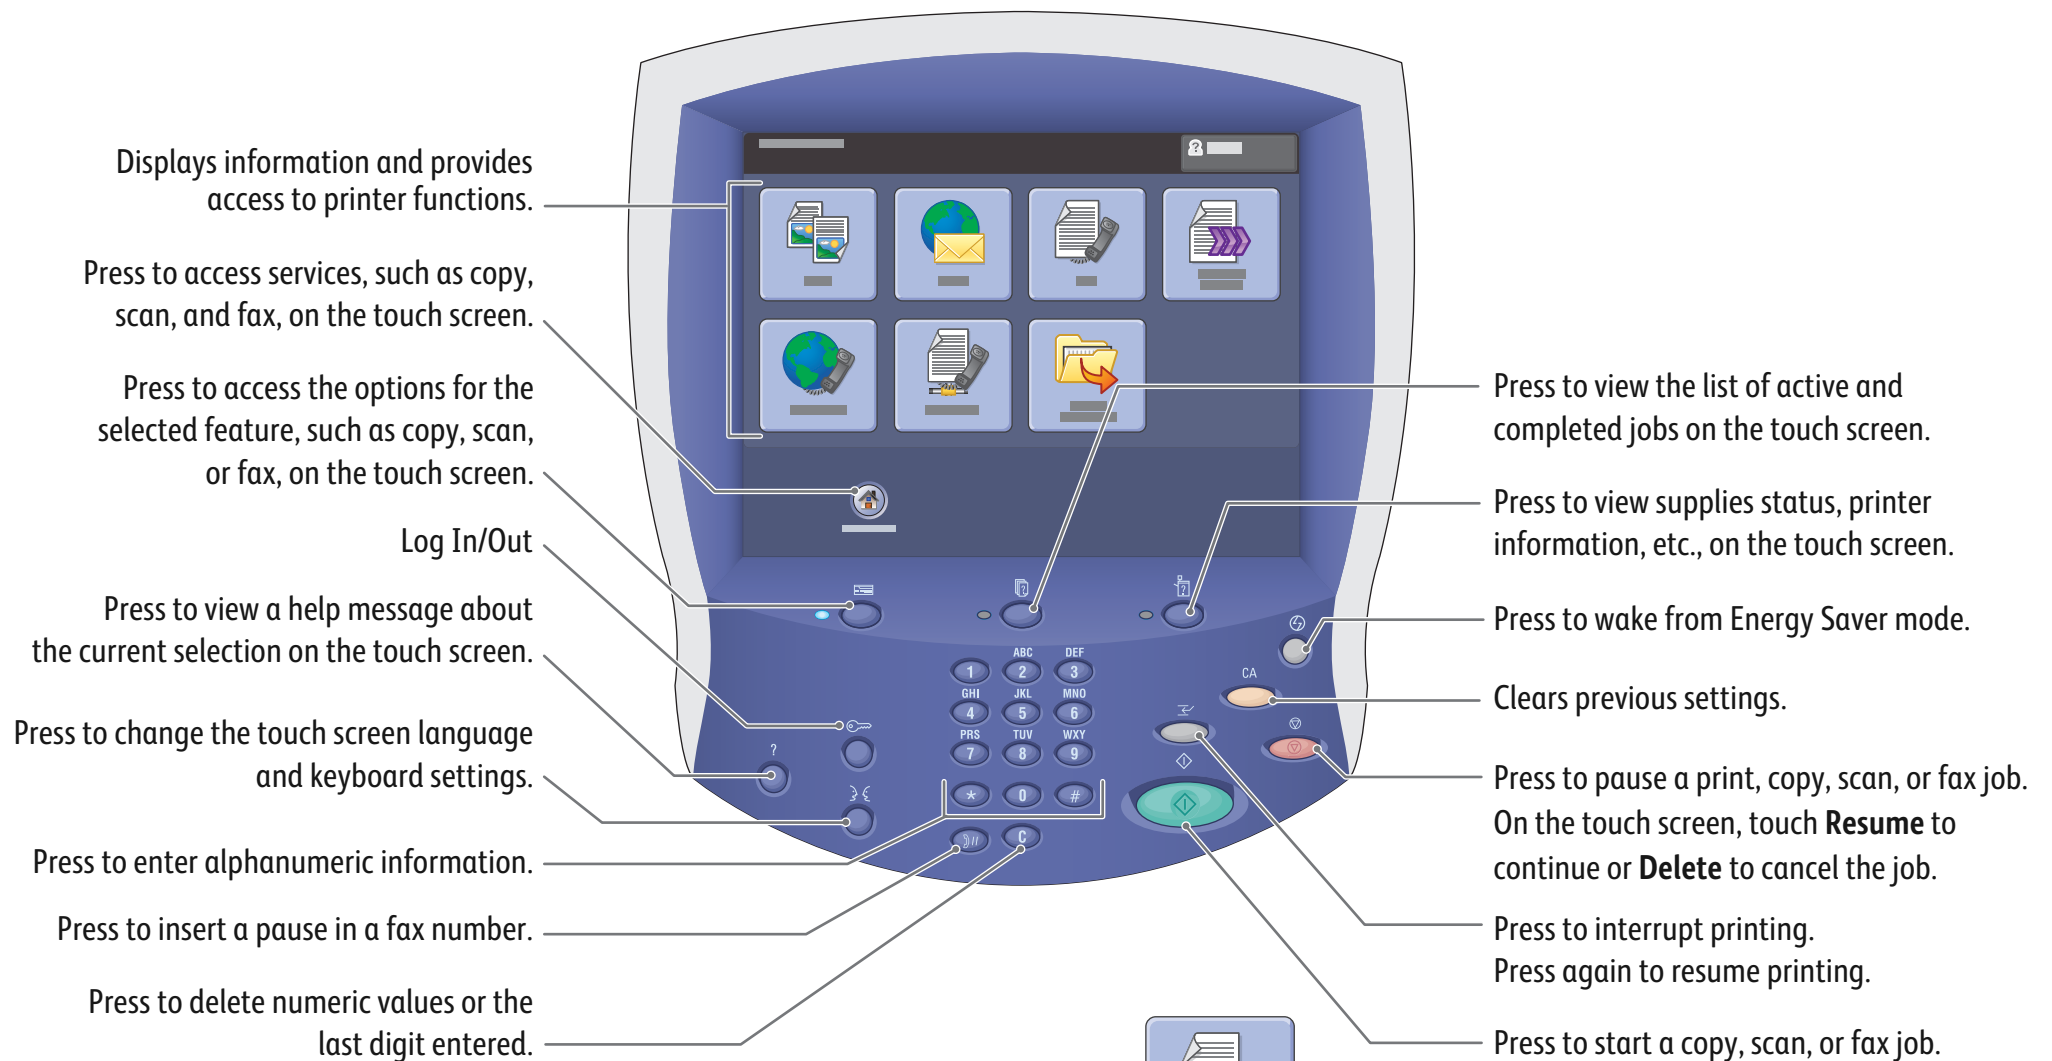 Displays information and provides
access to printer functions.
Press to access services, such as copy,
scan, and fax, on the touch screen.
Press to access the options for the
selected feature, such as copy, scan,
or fax, on the touch screen.
Log In/Out
Press to view a help message about
the current selection on the touch screen.
Press to change the touch screen language
and keyboard settings.
Press to enter alphanumeric information.
Press to insert a pause in a fax number.
Press to delete numeric values or the
last digit entered.
?
?
?
?
ABC
DEF
1
2
3
GHI
JKL
MNO
4
5
6
PRS
TUV
WXY
7
8
9
*
0
#
C
CA
Press to view the list of active and
completed jobs on the touch screen.
Press to view supplies status, printer
information, etc., on the touch screen.
Press to wake from Energy Saver mode.
Clears previous settings.
Press to pause a print, copy, scan, or fax job.
On the touch screen, touch Resume to
continue or Delete to cancel the job.
Press to interrupt printing.
Press again to resume printing.
Press to start a copy, scan, or fax job.